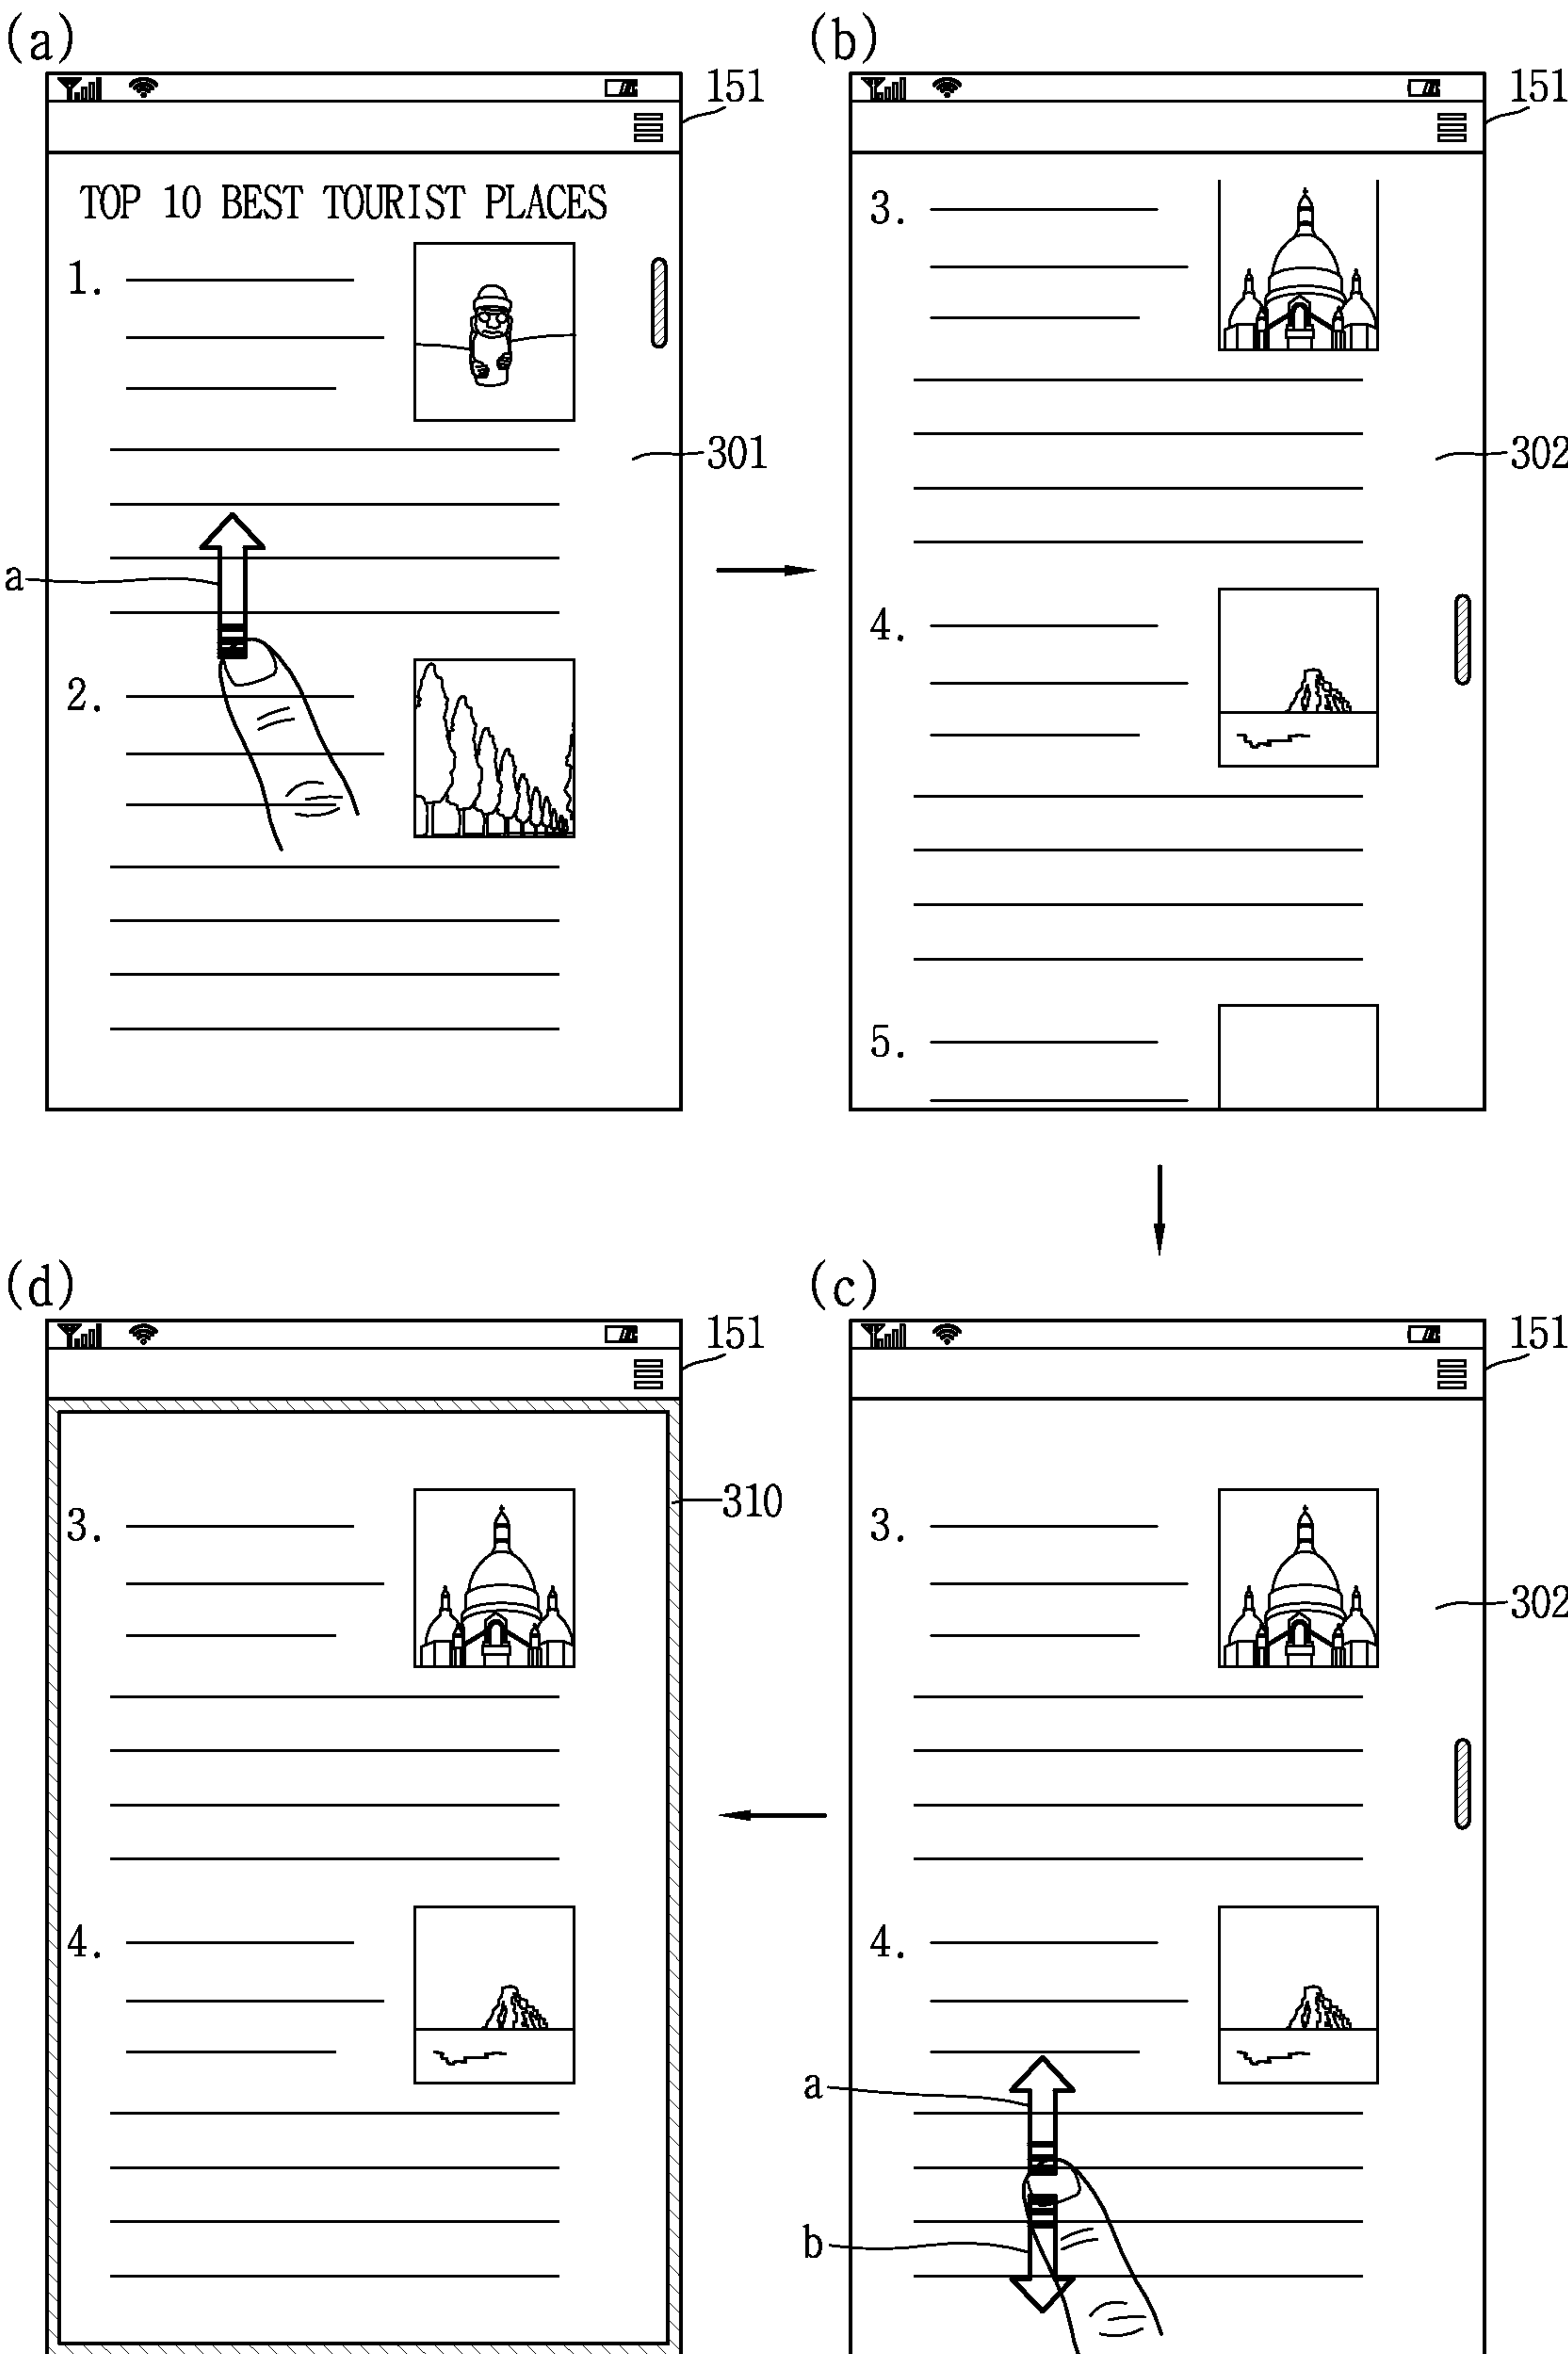 (a)
151
TOP 10 BEST TOURIST PLACES
1.
301
a
2.
(b)
151
3.
302
4.
5.
(d)
151
310
3.
4.
(c)
151
3.
302
4.
a
b